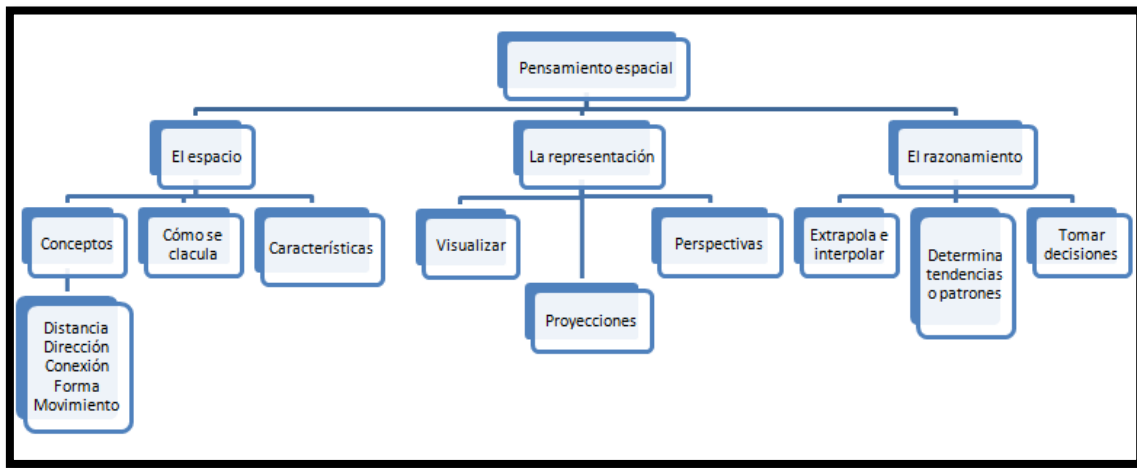 Pensamiento espacial
El espacio
La representación
El razonamiento
Conceptos
Cómo se
clacula
Características
Visualizar
Perspectivas
Extrapola e
interpolar
Determina
tendencias
o patrones
Tomar
decisiones
Proyecciones
Distancia
Dirección
Conexión
Forma
Movimiento